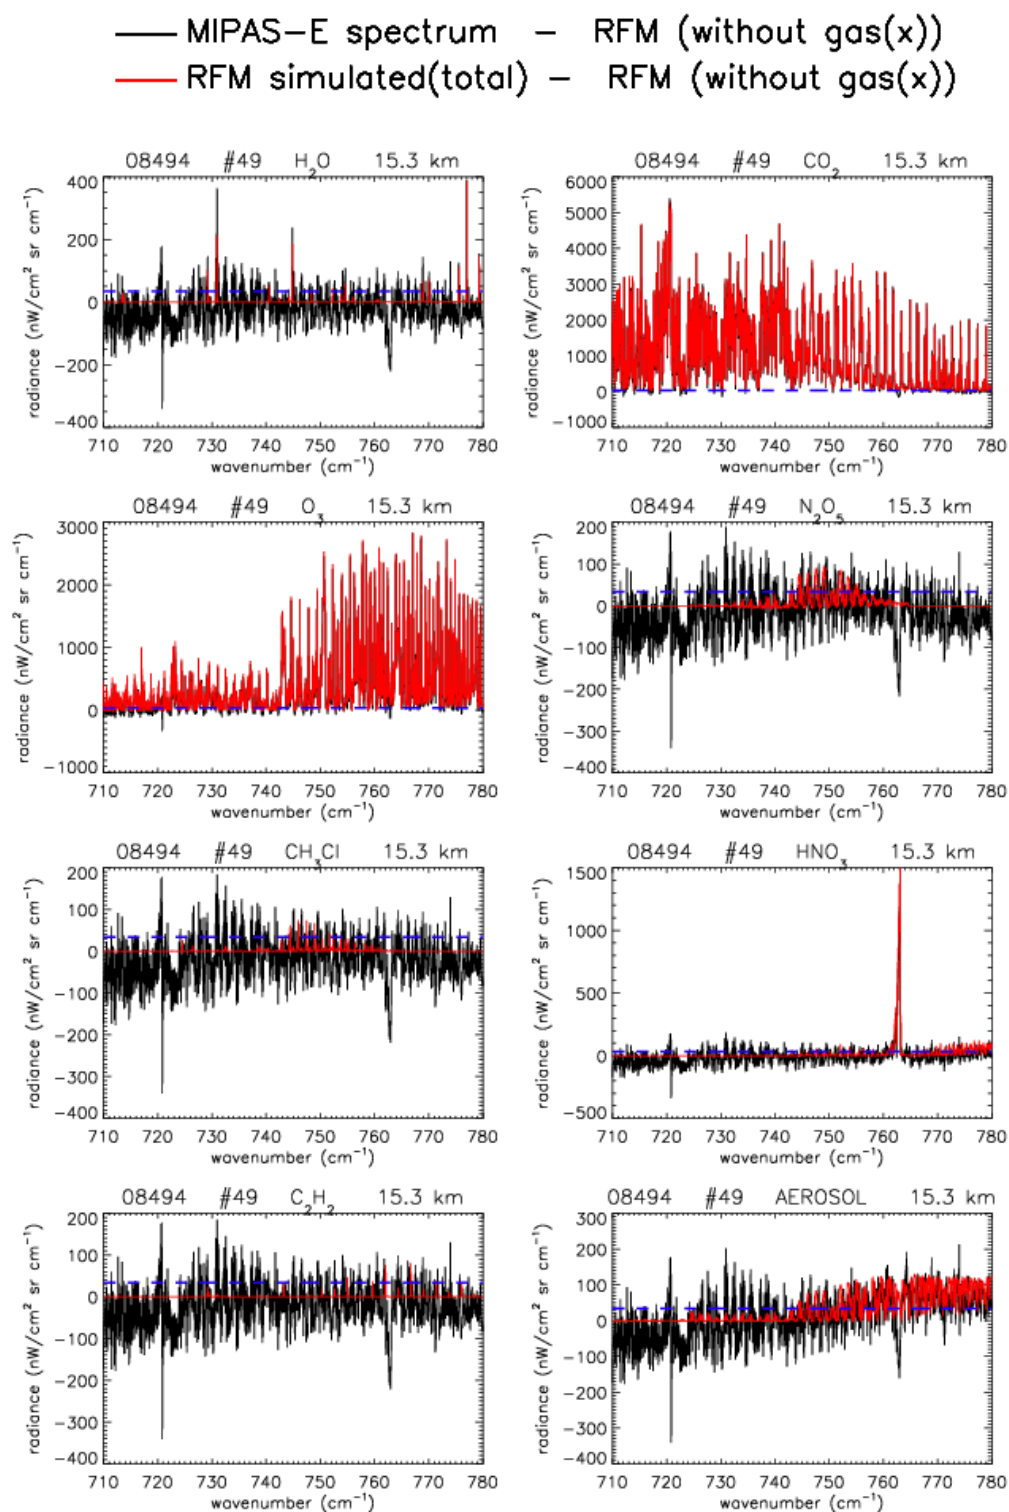 MIPAS-E spectrum - RFM (without gas(x))
RFM simulated(total) - RFM (without gas(x))
08494 #49 H₂O 15.3 km
400
200
0
-200
-400
radiance (nW/cm² sr cm⁻¹)
710 720 730 740 750 760 770 780
wavenumber (cm⁻¹)
08494 #49 CO₂ 15.3 km
6000
5000
4000
3000
2000
1000
0
-1000
radiance (nW/cm² sr cm⁻¹)
710 720 730 740 750 760 770 780
wavenumber (cm⁻¹)
08494 #49 O₃ 15.3 km
3000
2000
1000
0
-1000
radiance (nW/cm² sr cm⁻¹)
710 720 730 740 750 760 770 780
wavenumber (cm⁻¹)
08494 #49 N₂O₅ 15.3 km
200
100
0
-100
-200
-300
-400
radiance (nW/cm² sr cm⁻¹)
710 720 730 740 750 760 770 780
wavenumber (cm⁻¹)
08494 #49 CH₃Cl 15.3 km
200
100
0
-100
-200
-300
-400
radiance (nW/cm² sr cm⁻¹)
710 720 730 740 750 760 770 780
wavenumber (cm⁻¹)
08494 #49 HNO₃ 15.3 km
1500
1000
500
0
-500
radiance (nW/cm² sr cm⁻¹)
710 720 730 740 750 760 770 780
wavenumber (cm⁻¹)
08494 #49 C₂H₂ 15.3 km
200
100
0
-100
-200
-300
-400
radiance (nW/cm² sr cm⁻¹)
710 720 730 740 750 760 770 780
wavenumber (cm⁻¹)
08494 #49 AEROSOL 15.3 km
300
200
100
0
-100
-200
-300
-400
radiance (nW/cm² sr cm⁻¹)
710 720 730 740 750 760 770 780
wavenumber (cm⁻¹)